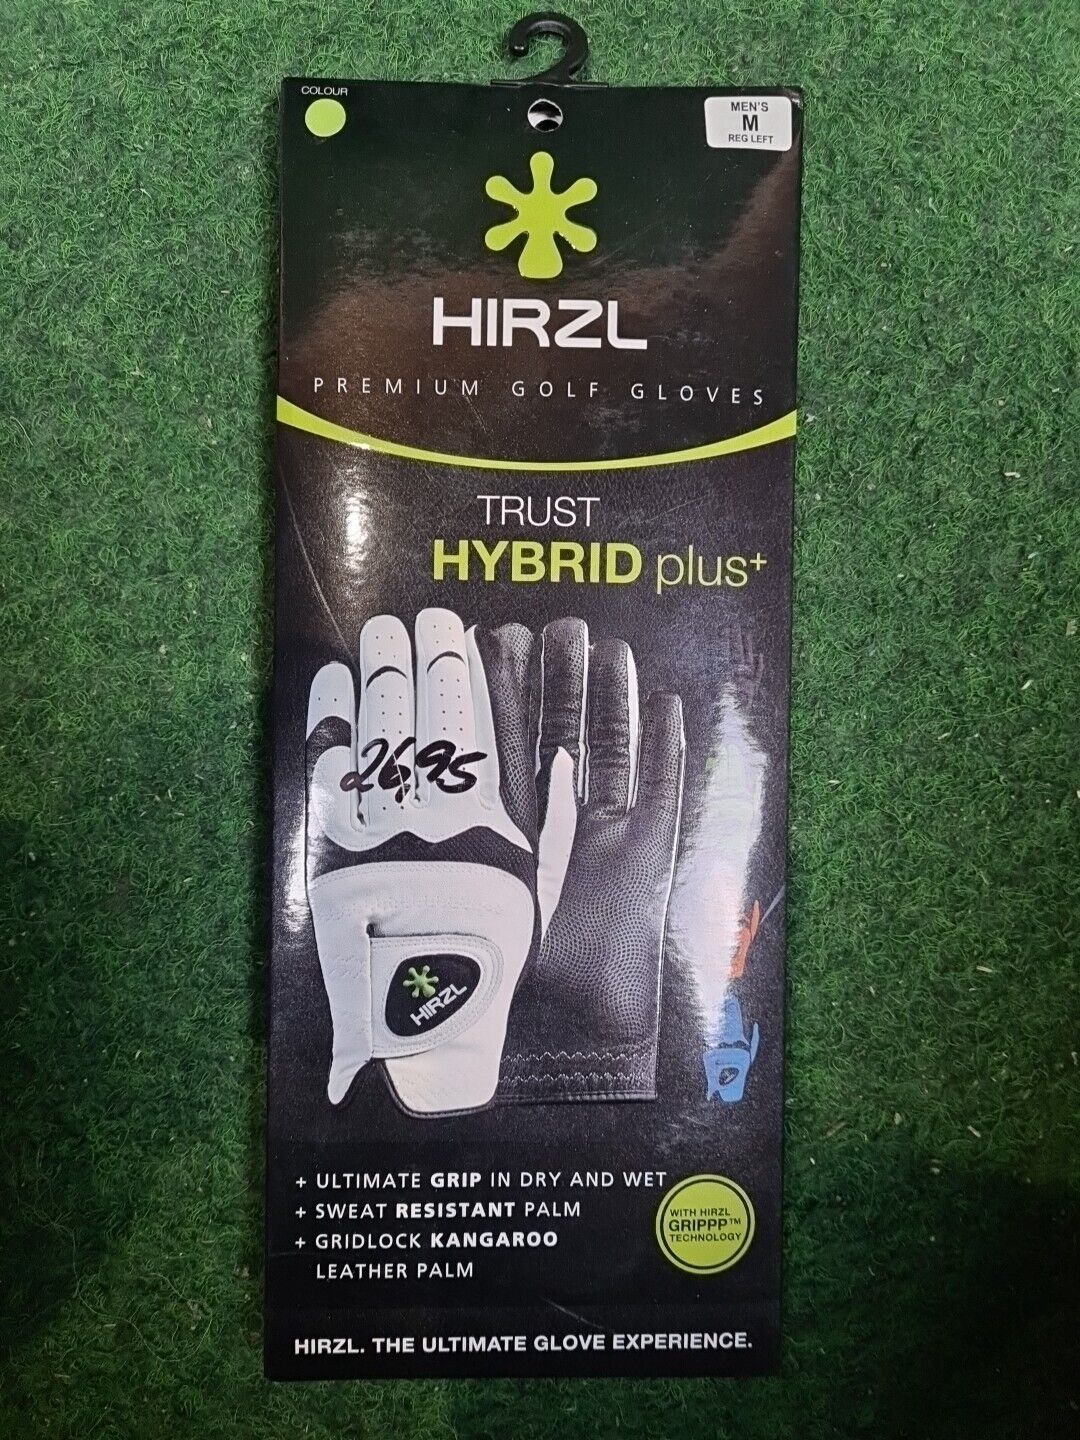 COLOUR
MEN'S
M
REG LEFT
HIRZL
PREMIUM GOLF GLOVES
TRUST
HYBRID plus+
26,95
HIRZL
+ ULTIMATE GRIP IN DRY AND WET
+ SWEAT RESISTANT PALM
+ GRIDLOCK KANGAROO
LEATHER PALM
WITH HIRZL
GRIPPP™
TECHNOLOGY
HIRZL. THE ULTIMATE GLOVE EXPERIENCE.